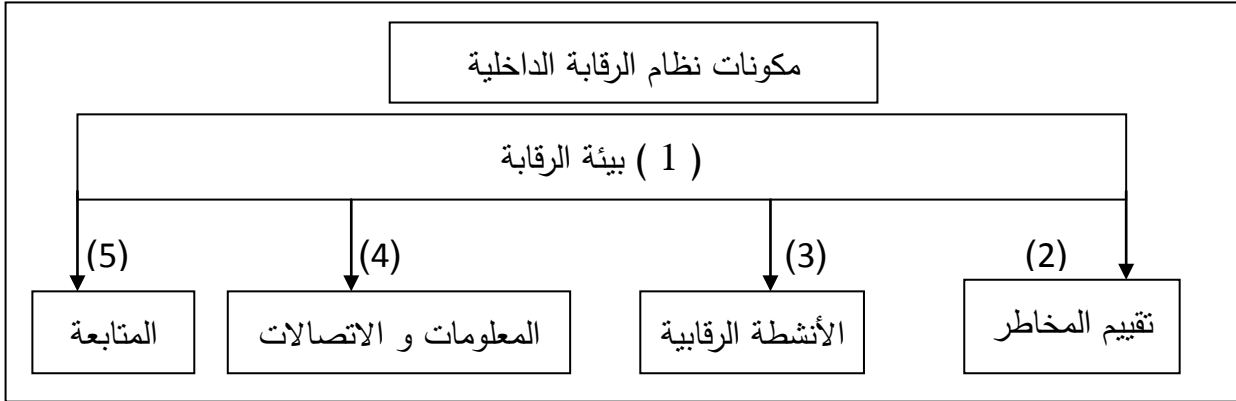 مكونات نظام الرقابة الداخلية
( 1 ) بيئة الرقابة
(2)
(3)
(4)
(5)
تقييم المخاطر
الأنشطة الرقابية
المعلومات و الاتصالات
المتابعة